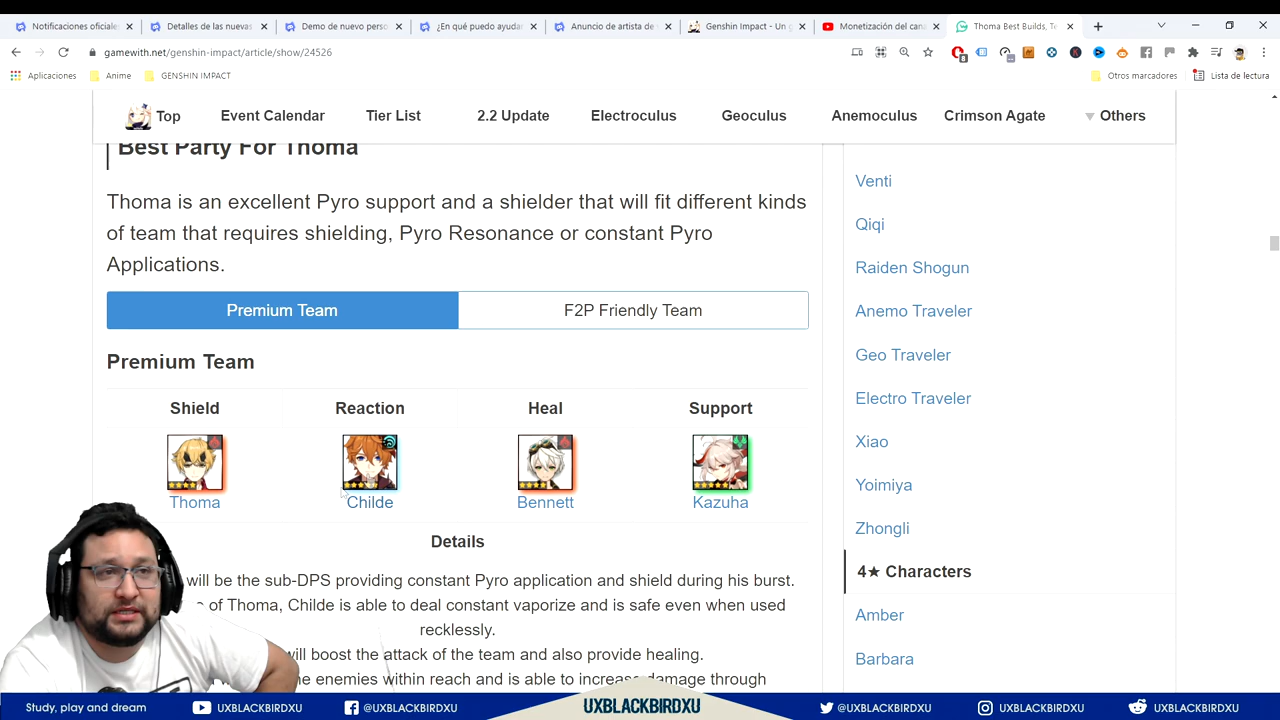 Notificaciones oficiale
Detalles de las nuevas
Demo de nuevo perso
¿En qué puedo ayudar
Anuncio de artista de
Genshin Impact - Un g
Monetización del cana
Thoma Best Builds, Te
gamewith.net/genshin-impact/article/show/24526
Aplicaciones
Anime
GENSHIN IMPACT
Otros marcadores
Lista de lectura
Top
Event Calendar
Tier List
2.2 Update
Electroculus
Geoculus
Anemoculus
Crimson Agate
Others
Best Party For Thoma
Thoma is an excellent Pyro support and a shielder that will fit different kinds
of team that requires shielding, Pyro Resonance or constant Pyro
Applications.
Premium Team
F2P Friendly Team
Premium Team
Shield
Reaction
Heal
Support
Thoma
Childe
Bennett
Kazuha
Details
will be the sub-DPS providing constant Pyro application and shield during his burst.
of Thoma, Childe is able to deal constant vaporize and is safe even when used
recklessly.
will boost the attack of the team and also provide healing.
enemies within reach and is able to increase damage through
Venti
Qiqi
Raiden Shogun
Anemo Traveler
Geo Traveler
Electro Traveler
Xiao
Yoimiya
Zhongli
4★ Characters
Amber
Barbara
Study, play and dream
UXBLACKBIRDXU
@UXBLACKBIRDXU
UXBLACKBIRDXU
@UXBLACKBIRDXU
UXBLACKBIRDXU
UXBLACKBIRDXU